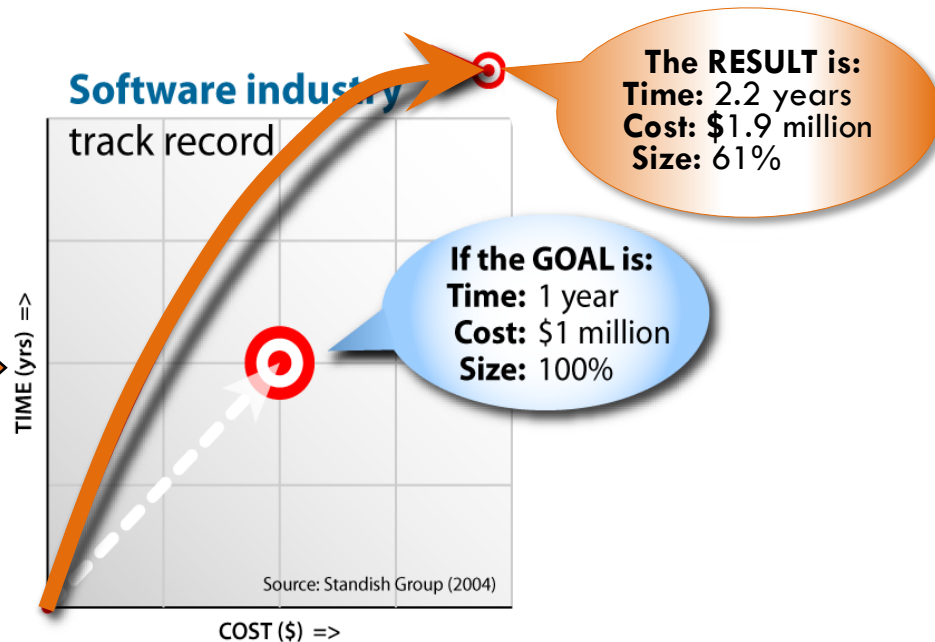 Software industry
track record
The RESULT is:
Time: 2.2 years
Cost: $1.9 million
Size: 61%
If the GOAL is:
Time: 1 year
Cost: $1 million
Size: 100%
TIME (yrs) =>
Source: Standish Group (2004)
COST ($) =>